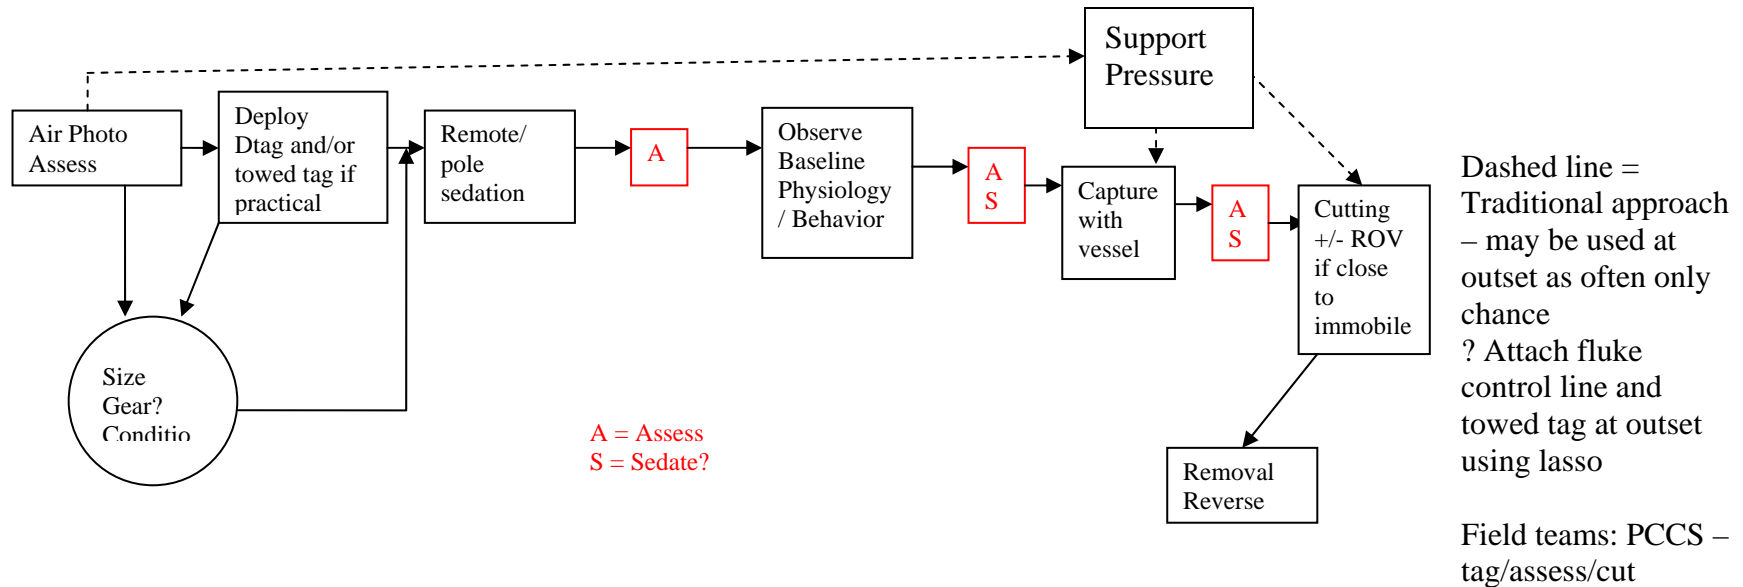 Support
Pressure
Air Photo
Assess
Deploy
Dtag and/or
towed tag if
practical
Remote/
pole
sedation
A
Observe
Baseline
Physiology
/ Behavior
A
S
Capture
with
vessel
A
S
Cutting
+/- ROV
if close
to
immobile
Size
Gear?
Conditio
A = Assess
S = Sedate?
Removal
Reverse
Dashed line =
Traditional approach
– may be used at
outset as often only
chance
? Attach fluke
control line and
towed tag at outset
using lasso
Field teams: PCCS –
tag/assess/cut